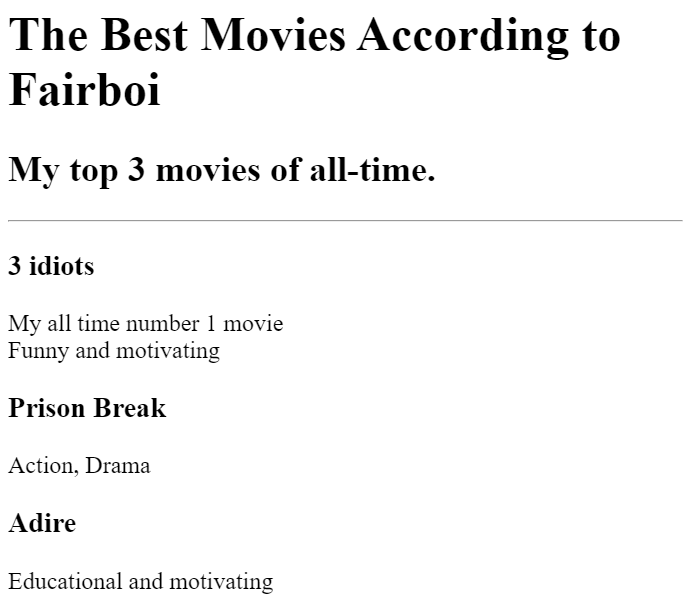 The Best Movies According to
Fairboi
My top 3 movies of all-time.
3 idiots
My all time number 1 movie
Funny and motivating
Prison Break
Action, Drama
Adire
Educational and motivating